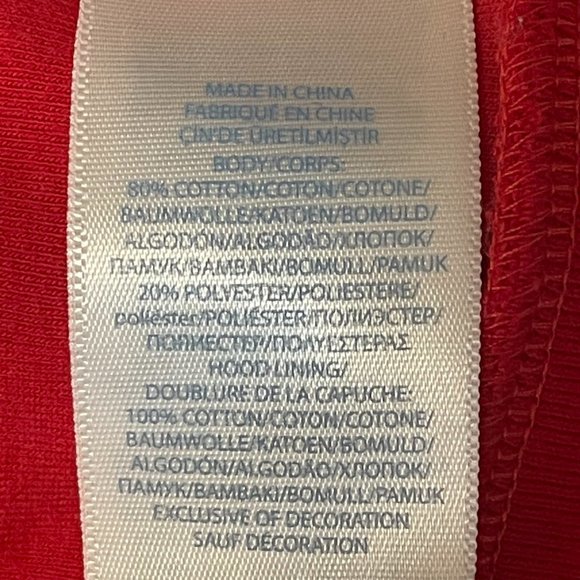 MADE IN CHINA
FABRIQUÉ EN CHINE
ÇIN'DE ÜRETİLMİŞTİR
BODY/CORPS:
80% COTTON/COTON/COTONE/
BAUMWOLLE/KATOEN/BOMULD/
ALGODÓN/ALGODÃO/ХЛОПОК/
ПАМУК/BAMBAKI/BOMULL/PAMUK
20% POLYESTER/POLIESTERE/
poliéster/POLIÉSTER/ПОЛИЭСТЕР/
ПОЛИЕСТЕР/ΠΟΛΥΕΣΤΕΡΑΣ
HOOD LINING/
DOUBLURE DE LA CAPUCHE:
100% COTTON/COTON/COTONE/
BAUMWOLLE/KATOEN/BOMULD/
ALGODÓN/ALGODÃO/ХЛОПОК/
ПАМУК/BAMBAKI/BOMULL/PAMUK
EXCLUSIVE OF DECORATION
SAUF DECORATION